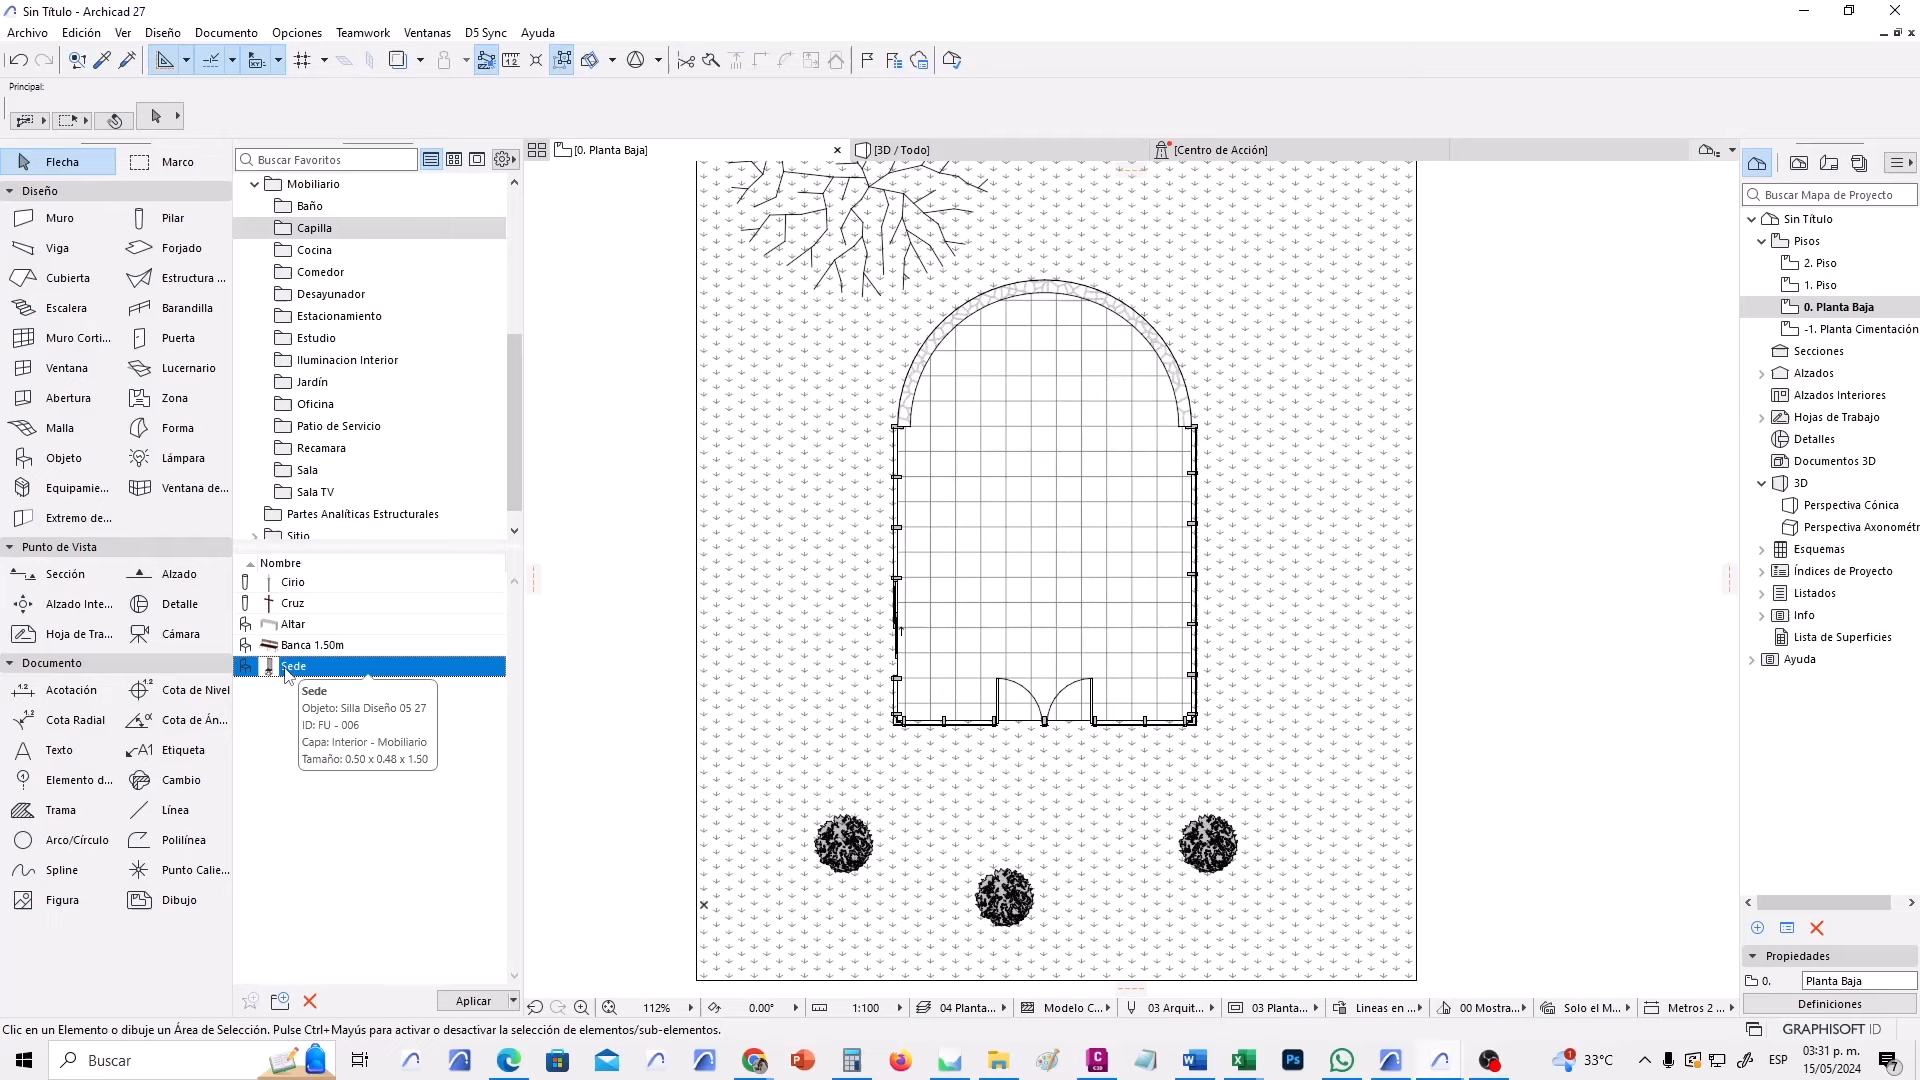 Sin Título - Archicad 27
Archivo Edición Ver Diseño Documento Opciones Teamwork Ventanas D5 Sync Ayuda
Principal:
Flecha Marco
Diseño
Muro Pilar
Viga Forjado
Cubierta Estructura ...
Escalera Barandilla
Muro Corti... Puerta
Ventana Lucernario
Abertura Zona
Malla Forma
Objeto Lámpara
Equipamie... Ventana de...
Extremo de...
Punto de Vista
Sección Alzado
Alzado Inte... Detalle
Hoja de Tra... Cámara
Documento
Acotación Cota de Nivel
Cota Radial Cota de Án...
Texto Etiqueta
Elemento d... Cambio
Trama Línea
Arco/Círculo Polilínea
Spline Punto Calie...
Figura Dibujo
Buscar Favoritos
Mobiliario
Baño
Capilla
Cocina
Comedor
Desayunador
Estacionamiento
Estudio
Iluminacion Interior
Jardín
Oficina
Patio de Servicio
Recamara
Sala
Sala TV
Partes Analíticas Estructurales
Sitio
Nombre
Cirio
Cruz
Altar
Banca 1.50m
Sede
Sede
Objeto: Silla Diseño 05 27
ID: FU - 006
Capa: Interior - Mobiliario
Tamaño: 0.50 x 0.48 x 1.50
Aplicar
[0. Planta Baja] [3D / Todo] [Centro de Acción]
112% 0.00° 1:100 04 Planta... Modelo C... 03 Arquit... 03 Planta... Lineas en ... 00 Mostra... Solo el M... Metros 2 ...
Buscar Mapa de Proyecto
Sin Título
Pisos
2. Piso
1. Piso
0. Planta Baja
-1. Planta Cimentación
Secciones
Alzados
Alzados Interiores
Hojas de Trabajo
Detalles
Documentos 3D
3D
Perspectiva Cónica
Perspectiva Axonométr
Esquemas
Índices de Proyecto
Listados
Info
Lista de Superficies
Ayuda
Propiedades
0. Planta Baja
Definiciones
Clic en un Elemento o dibuje un Área de Selección. Pulse Ctrl+Mayús para activar o desactivar la selección de elementos/sub-elementos.
GRAPHISOFT ID
Buscar
33°C
ESP
03:31 p. m.
15/05/2024
7